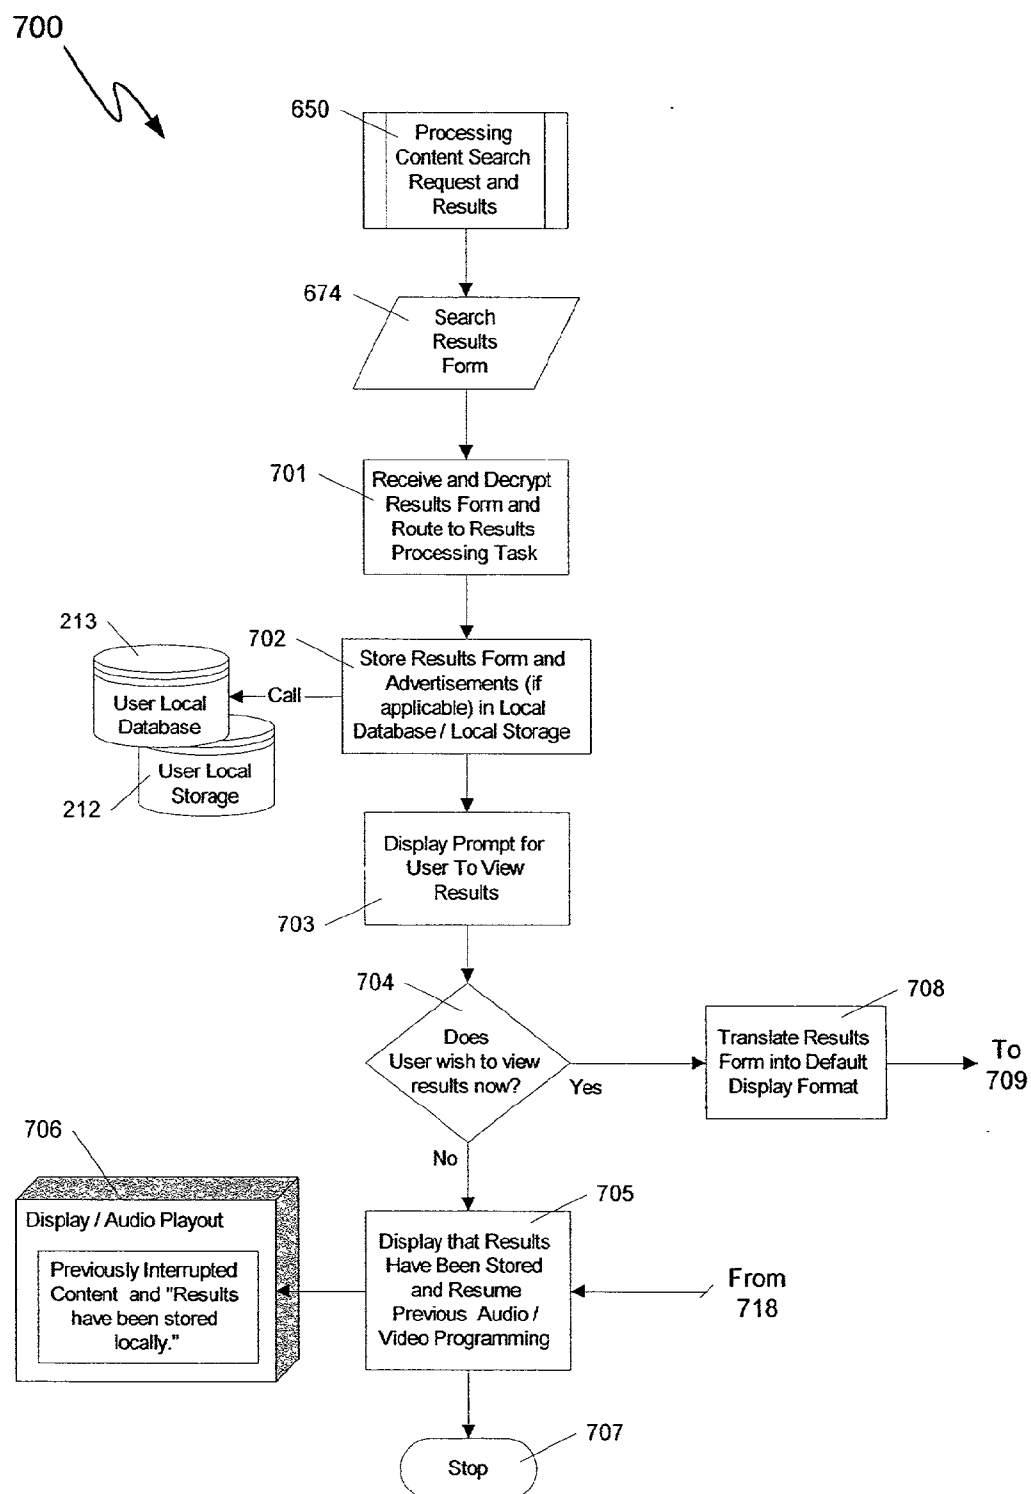 700
650
Processing
Content Search
Request and
Results
674
Search
Results
Form
701
Receive and Decrypt
Results Form and
Route to Results
Processing Task
213
User Local
Database
Call
702
Store Results Form and
Advertisements (if
applicable) in Local
Database / Local Storage
User Local
Storage
212
Display Prompt for
User To View
Results
703
704
Does
User wish to view
results now?
Yes
708
Translate Results
Form into Default
Display Format
To
709
No
706
Display / Audio Playout
Previously Interrupted
Content and "Results
have been stored
locally."
705
Display that Results
Have Been Stored
and Resume
Previous Audio /
Video Programming
From
718
707
Stop